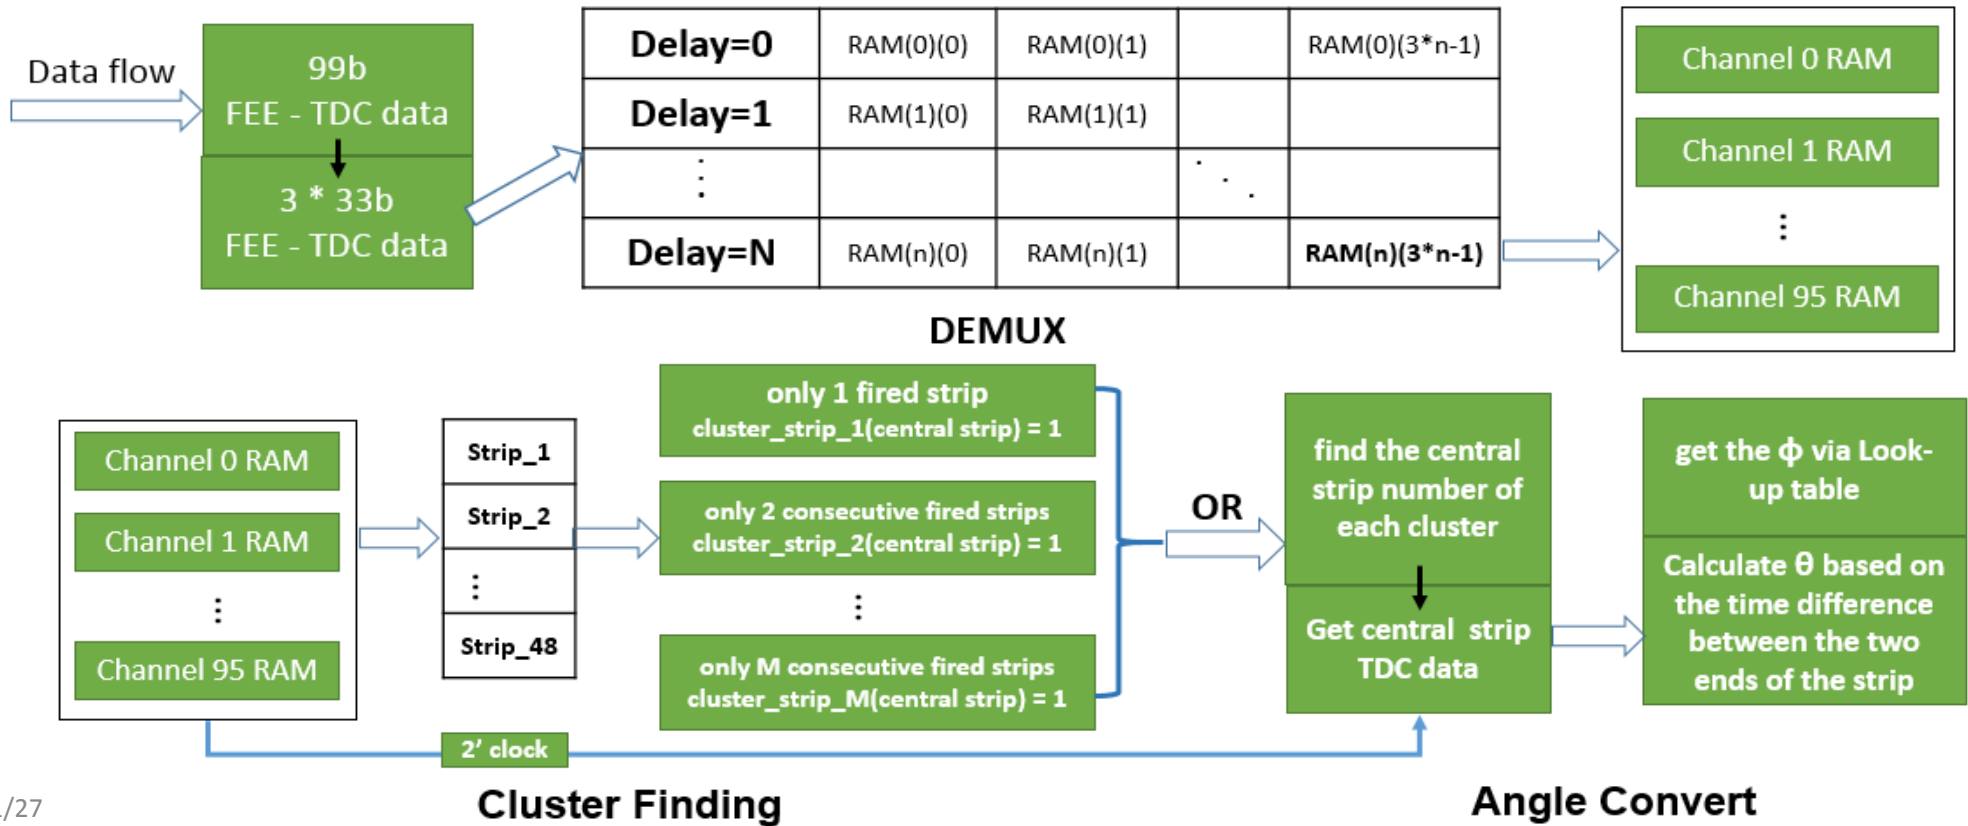 Data flow
99b
FEE - TDC data
3 * 33b
FEE - TDC data
Delay=0 RAM(0)(0) RAM(0)(1) RAM(0)(3*n-1)
Delay=1 RAM(1)(0) RAM(1)(1)
Delay=N RAM(n)(0) RAM(n)(1) RAM(n)(3*n-1)
DEMUX
Channel 0 RAM
Channel 1 RAM
⋮
Channel 95 RAM
Channel 0 RAM
Channel 1 RAM
⋮
Channel 95 RAM
Strip_1
Strip_2
⋮
Strip_48
only 1 fired strip
cluster_strip_1(central strip) = 1
only 2 consecutive fired strips
cluster_strip_2(central strip) = 1
⋮
only M consecutive fired strips
cluster_strip_M(central strip) = 1
OR
find the central
strip number of
each cluster
Get central strip
TDC data
get the ϕ via Look-
up table
Calculate θ based on
the time difference
between the two
ends of the strip
2’ clock
Cluster Finding
Angle Convert
/27